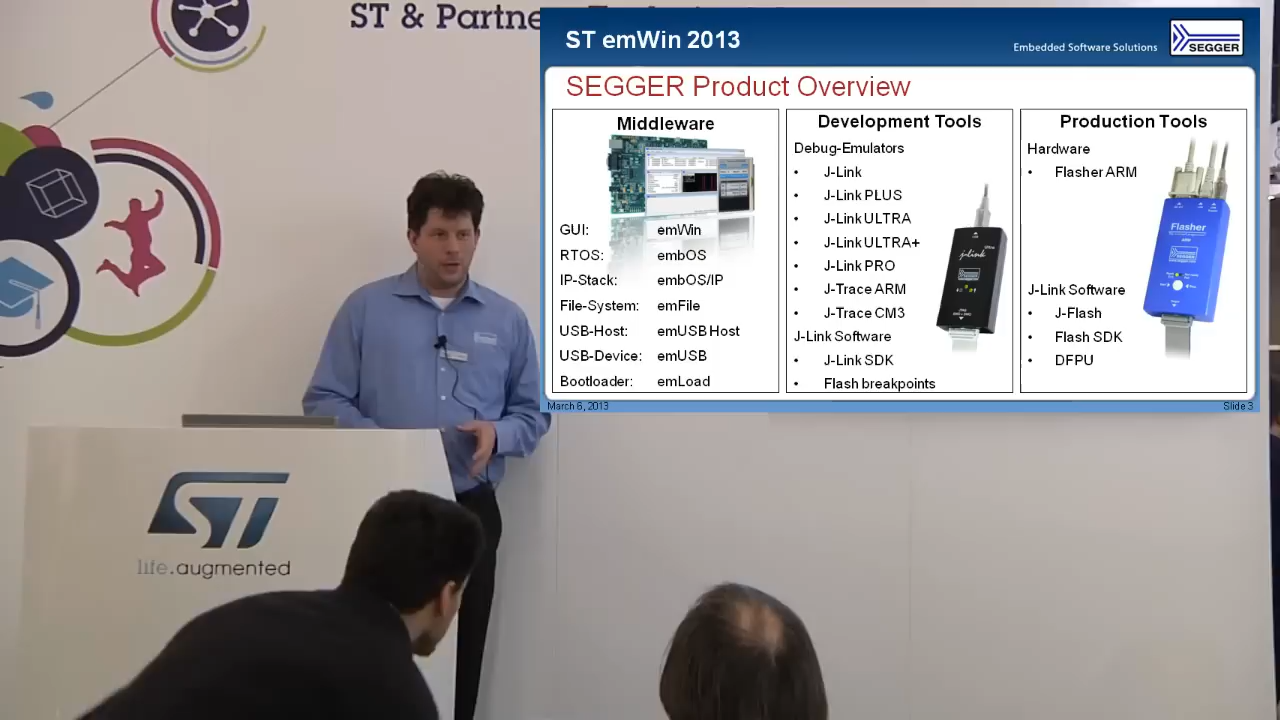 ST & Partne
ST emWin 2013
Embedded Software Solutions
SEGGER
SEGGER Product Overview
Middleware
GUI: emWin
RTOS: embOS
IP-Stack: embOS/IP
File-System: emFile
USB-Host: emUSB Host
USB-Device: emUSB
Bootloader: emLoad
Development Tools
Debug-Emulators
• J-Link
• J-Link PLUS
• J-Link ULTRA
• J-Link ULTRA+
• J-Link PRO
• J-Trace ARM
• J-Trace CM3
J-Link Software
• J-Link SDK
• Flash breakpoints
J-Link
Production Tools
Hardware
• Flasher ARM
J-Link Software
• J-Flash
• Flash SDK
• DFPU
Flasher
March 6, 2013
Slide 3
ST
life.augmented